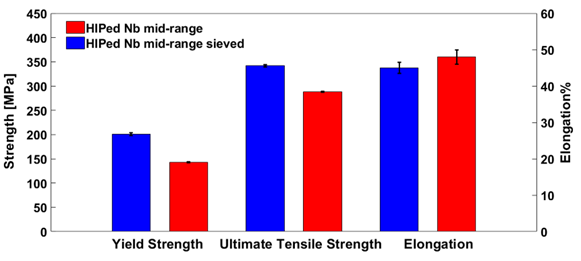 HIPed Nb mid-range
HIPed Nb mid-range sieved
Strength [MPa]
450
400
350
300
250
200
150
100
50
0
Elongation%
60
50
40
30
20
10
0
Yield Strength
Ultimate Tensile Strength
Elongation